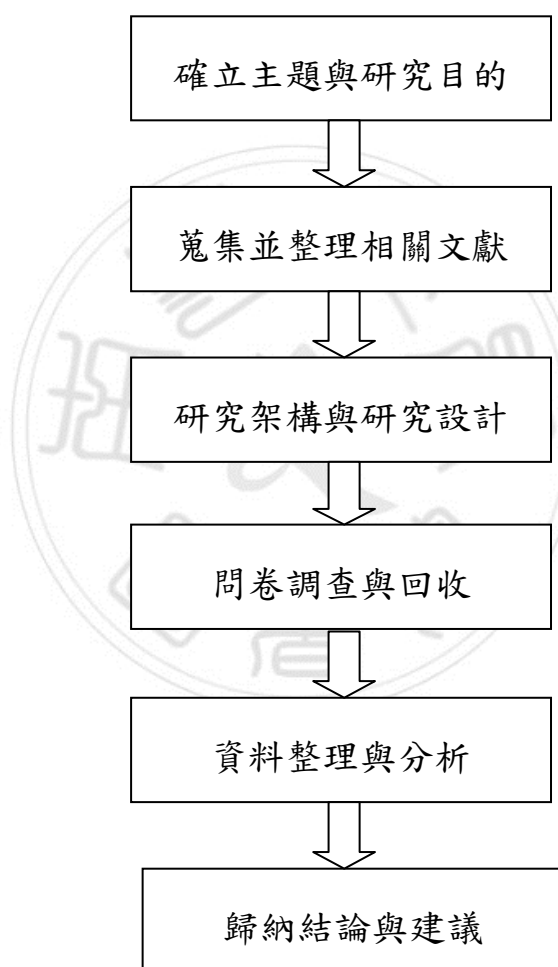 確立主題與研究目的
蒐集並整理相關文獻
研究架構與研究設計
問卷調查與回收
資料整理與分析
歸納結論與建議